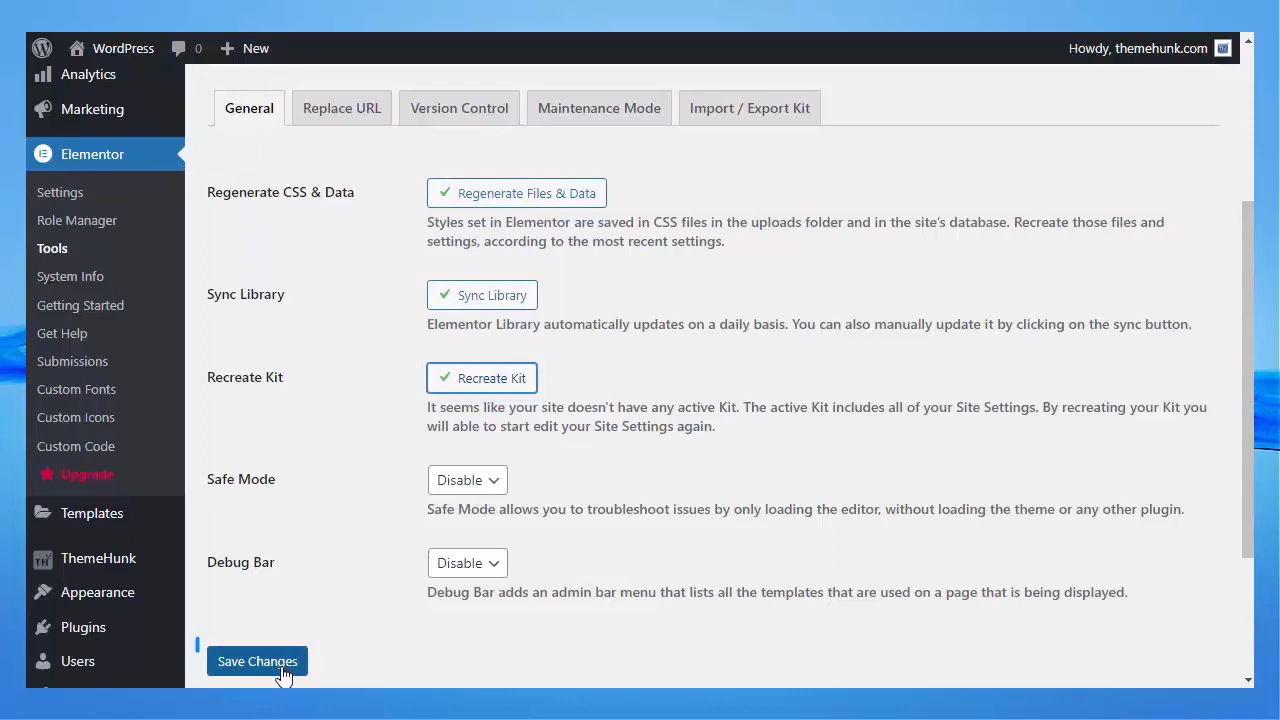 WordPress 0 New Howdy, themehunk.com
Analytics
Marketing
Elementor
Settings
Role Manager
Tools
System Info
Getting Started
Get Help
Submissions
Custom Fonts
Custom Icons
Custom Code
Upgrade
Templates
TH ThemeHunk
Appearance
Plugins
Users
General Replace URL Version Control Maintenance Mode Import / Export Kit
Regenerate CSS & Data Regenerate Files & Data
Styles set in Elementor are saved in CSS files in the uploads folder and in the site's database. Recreate those files and
settings, according to the most recent settings.
Sync Library Sync Library
Elementor Library automatically updates on a daily basis. You can also manually update it by clicking on the sync button.
Recreate Kit Recreate Kit
It seems like your site doesn't have any active Kit. The active Kit includes all of your Site Settings. By recreating your Kit you
will able to start edit your Site Settings again.
Safe Mode Disable
Safe Mode allows you to troubleshoot issues by only loading the editor, without loading the theme or any other plugin.
Debug Bar Disable
Debug Bar adds an admin bar menu that lists all the templates that are used on a page that is being displayed.
Save Changes